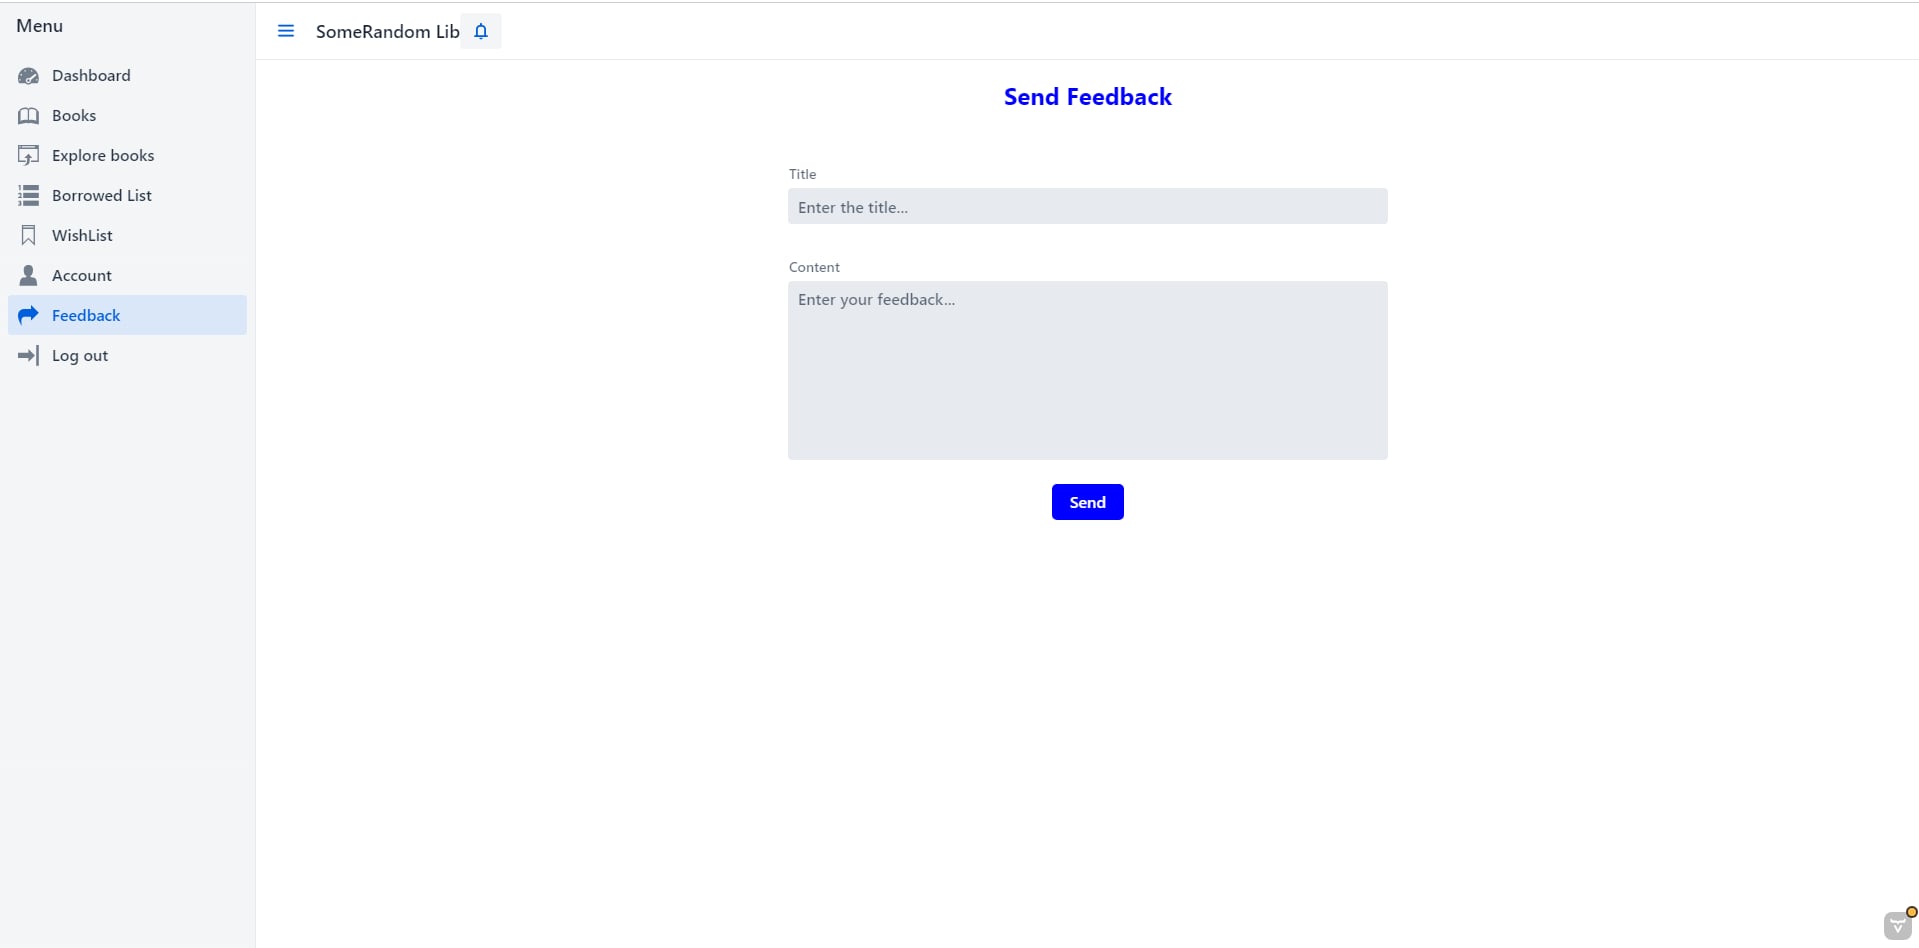 Menu
Dashboard
Books
Explore books
Borrowed List
WishList
Account
Feedback
Log out
SomeRandom Lib
Send Feedback
Title
Enter the title...
Content
Enter your feedback...
Send